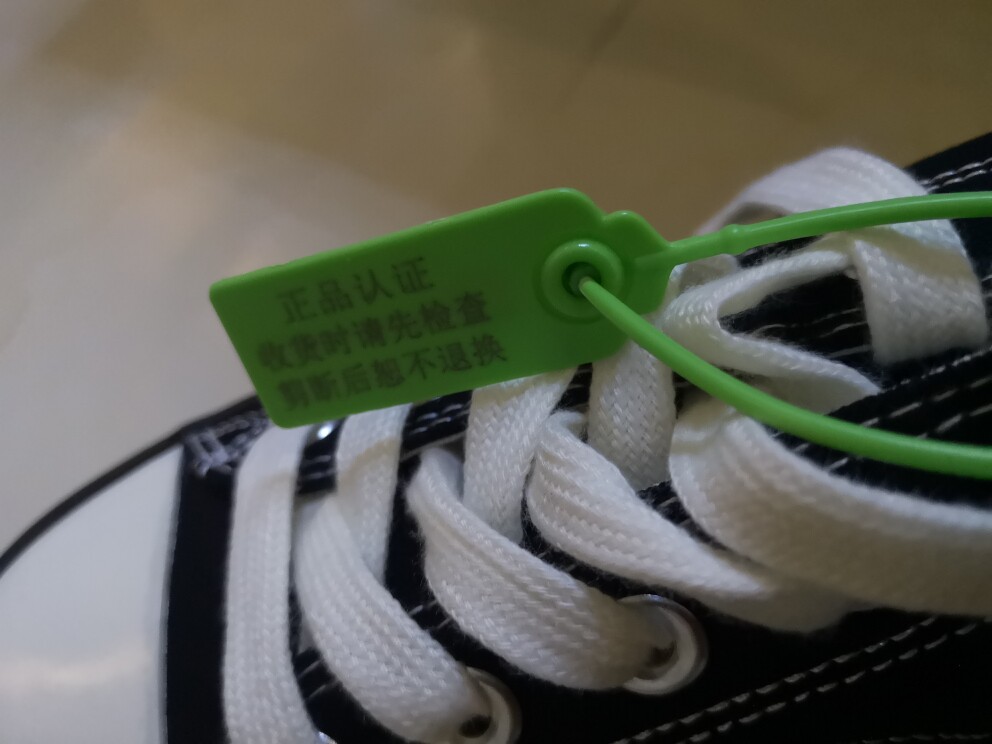 正品认证
收货时请先检查
剪断后恕不退换